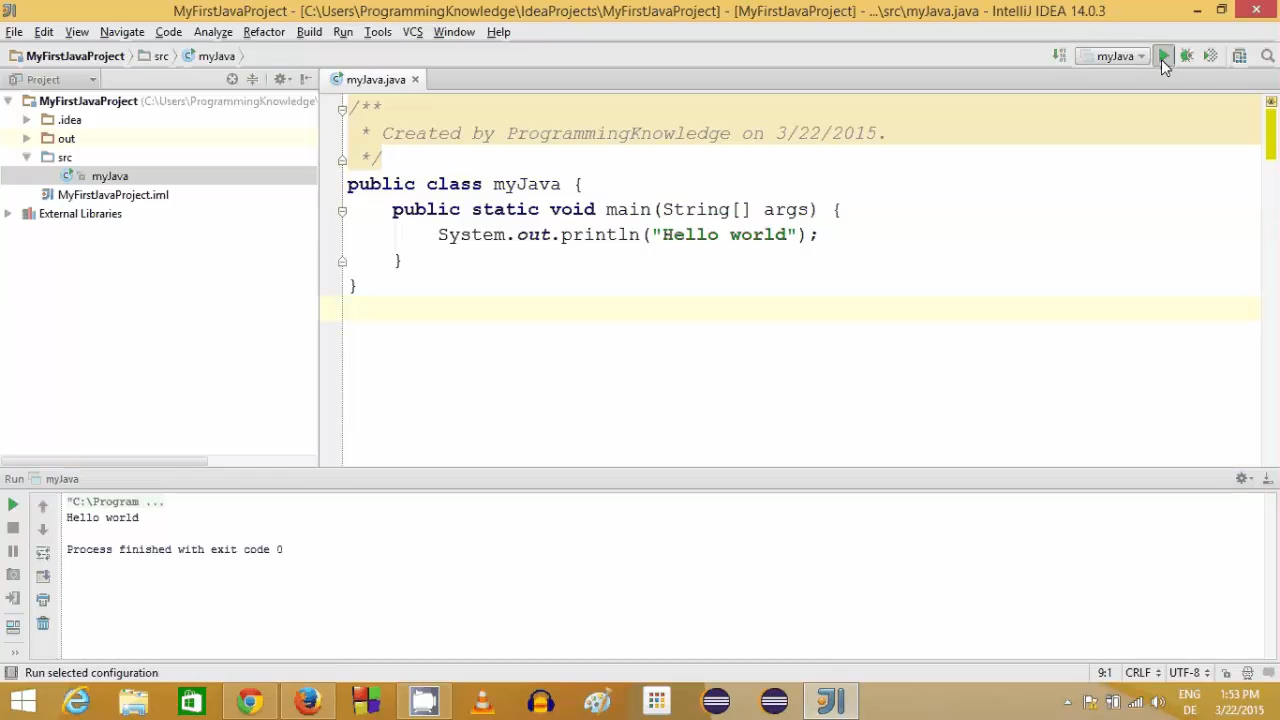 MyFirstJavaProject - [C:\Users\ProgrammingKnowledge\IdeaProjects\MyFirstJavaProject] - [MyFirstJavaProject] - ...\src\myJava.java - IntelliJ IDEA 14.0.3
File Edit View Navigate Code Analyze Refactor Build Run Tools VCS Window Help
MyFirstJavaProject src myJava
myJava
Project
myJava.java
MyFirstJavaProject (C:\Users\ProgrammingKnowledge\
.idea
out
src
myJava
MyFirstJavaProject.iml
External Libraries
/**
* Created by ProgrammingKnowledge on 3/22/2015.
*/
public class myJava {
public static void main(String[] args) {
System.out.println("Hello world");
}
}
Run myJava
"C:\Program ...
Hello world
Process finished with exit code 0
Run selected configuration
9:1 CRLF UTF-8
ENG
DE
1:53 PM
3/22/2015